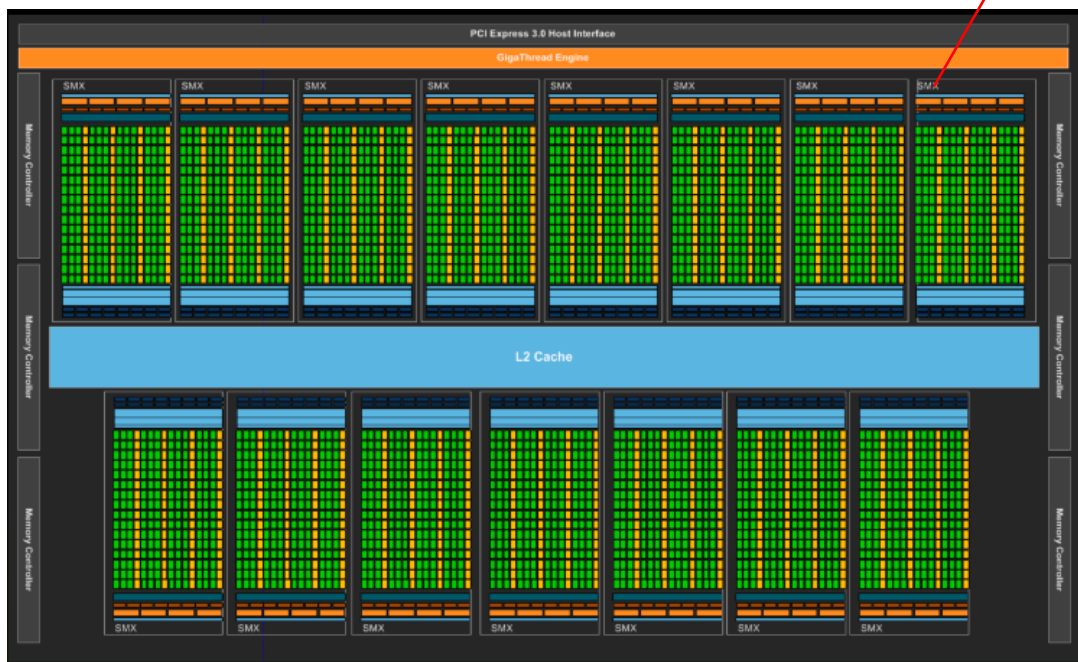 PCI Express 3.0 Host Interface
GigaThread Engine
SMX SMX SMX SMX SMX SMX SMX SMX
Memory Controller
Memory Controller
Memory Controller
L2 Cache
Memory Controller
Memory Controller
Memory Controller
SMX SMX SMX SMX SMX SMX SMX